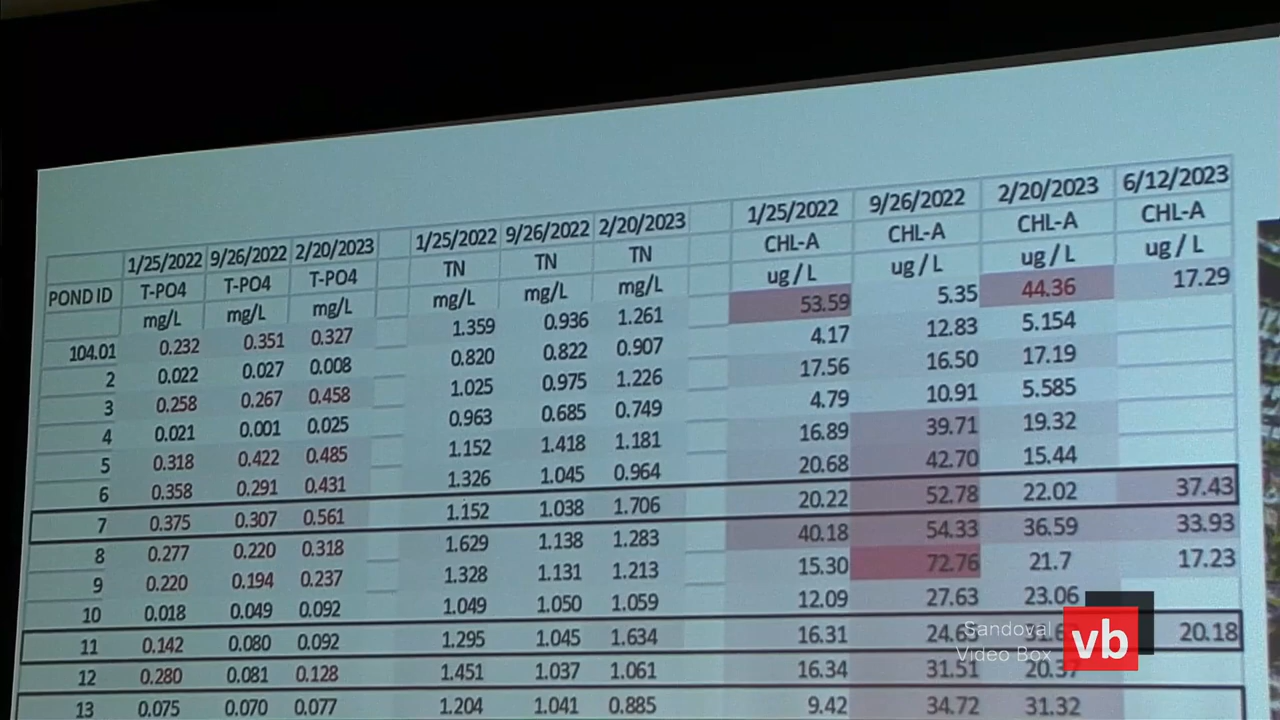 1/25/2022 9/26/2022 2/20/2023 1/25/2022 9/26/2022 2/20/2023 1/25/2022 9/26/2022 2/20/2023 6/12/2023
POND ID T-PO4 T-PO4 T-PO4 TN TN TN CHL-A CHL-A CHL-A CHL-A
mg/L mg/L mg/L mg/L mg/L mg/L ug / L ug / L ug / L ug / L
104.01 0.232 0.351 0.327 1.359 0.936 1.261 53.59 5.35 44.36 17.29
2 0.022 0.027 0.008 0.820 0.822 0.907 4.17 12.83 5.154
3 0.258 0.267 0.458 1.025 0.975 1.226 17.56 16.50 17.19
4 0.021 0.001 0.025 0.963 0.685 0.749 4.79 10.91 5.585
5 0.318 0.422 0.485 1.152 1.418 1.181 16.89 39.71 19.32
6 0.358 0.291 0.431 1.326 1.045 0.964 20.68 42.70 15.44
7 0.375 0.307 0.561 1.152 1.038 1.706 20.22 52.78 22.02 37.43
8 0.277 0.220 0.318 1.629 1.138 1.283 40.18 54.33 36.59 33.93
9 0.220 0.194 0.237 1.328 1.131 1.213 15.30 72.76 21.7 17.23
10 0.018 0.049 0.092 1.049 1.050 1.059 12.09 27.63 23.06
11 0.142 0.080 0.092 1.295 1.045 1.634 16.31 20.18
12 0.280 0.081 0.128 1.451 1.037 1.061 16.34 31.51 20.37
13 0.075 0.070 0.077 1.204 1.041 0.885 9.42 34.72 31.32
Sandoval
Video Box
vb